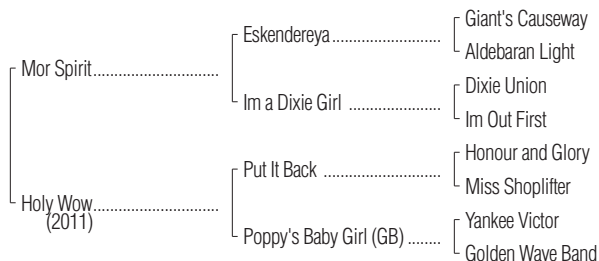 Giant's Causeway
Eskendereya
Aldebaran Light
Mor Spirit
Dixie Union
Im a Dixie Girl
Im Out First
Honour and Glory
Put It Back
Miss Shoplifter
Holy Wow
(2011)
Yankee Victor
Poppy's Baby Girl (GB)
Golden Wave Band